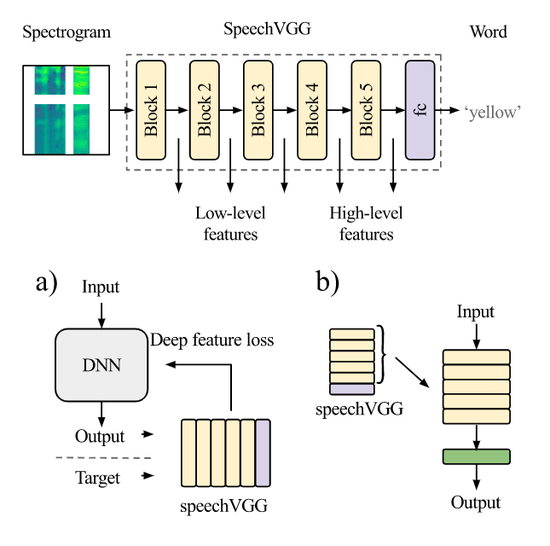 Spectrogram
SpeechVGG
Word
Block 1
Block 2
Block 3
Block 4
Block 5
fc
‘yellow’
Low-level
features
High-level
features
a)
Input
DNN
Deep feature loss
Output
Target
speechVGG
b)
Input
speechVGG
Output